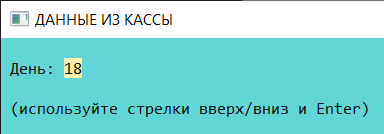 ДАННЫЕ ИЗ КАССЫ
День: 18
(используйте стрелки вверх/вниз и Enter)